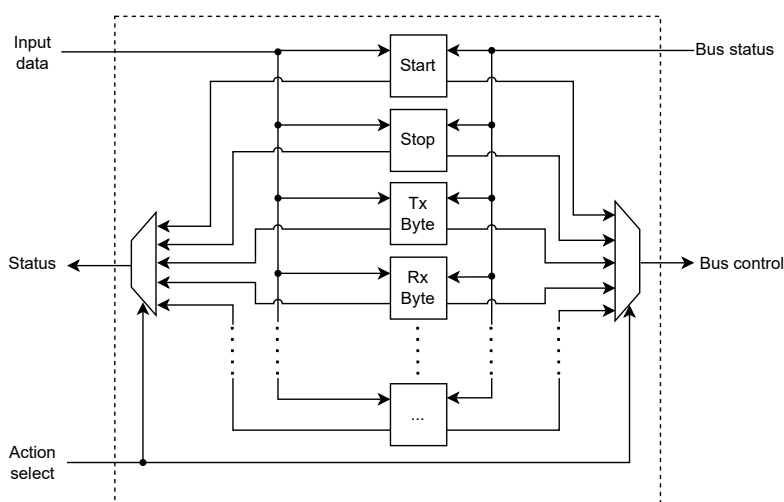 Input
data
Start
Bus status
Stop
Tx
Byte
Status
Rx
Byte
Bus control
...
Action
select